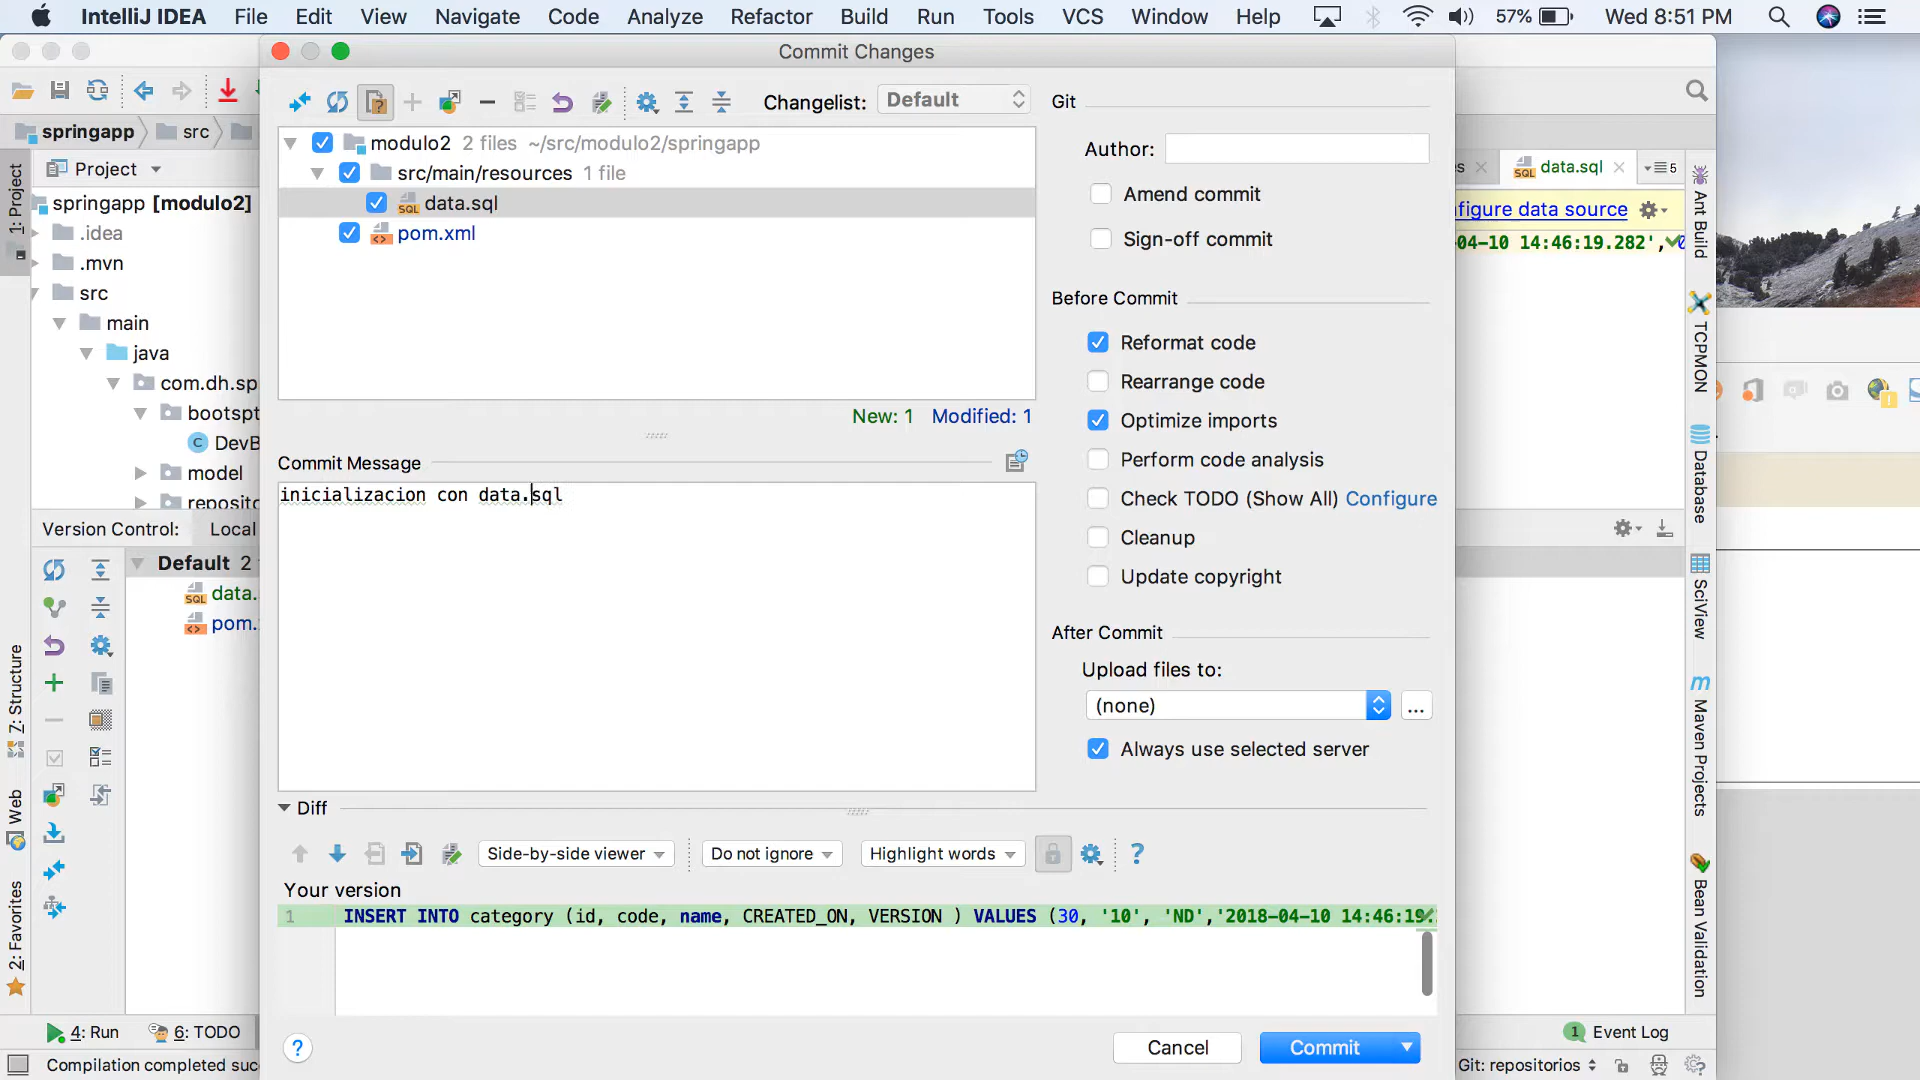 IntelliJ IDEA File Edit View Navigate Code Analyze Refactor Build Run Tools VCS Window Help 57% Wed 8:51 PM
Commit Changes
Changelist: Default
Git
springapp src
modulo2 2 files ~/src/modulo2/springapp
Author:
Project
src/main/resources 1 file
data.sql
5
Amend commit
springapp [modulo2]
data.sql
figure data source
.idea
pom.xml
Sign-off commit
04-10 14:46:19.282',
.mvn
src
Before Commit
main
Reformat code
java
com.dh.sp
Rearrange code
bootspt
New: 1 Modified: 1
Optimize imports
DevB
Commit Message
Perform code analysis
model
inicializacion con data.sql
Check TODO (Show All) Configure
reposito
Version Control: Local
Cleanup
Default 2
Update copyright
data.
pom.
After Commit
Upload files to:
(none)
...
Always use selected server
Diff
Side-by-side viewer Do not ignore Highlight words ?
Your version
1 INSERT INTO category (id, code, name, CREATED_ON, VERSION ) VALUES (30, '10', 'ND','2018-04-10 14:46:19.
4: Run 6: TODO
1 Event Log
? Cancel Commit
Compilation completed suc
Git: repositorios
1: Project
Z: Structure
Web
2: Favorites
Ant Build
TCPMON
Database
SciView
m Maven Projects
Bean Validation